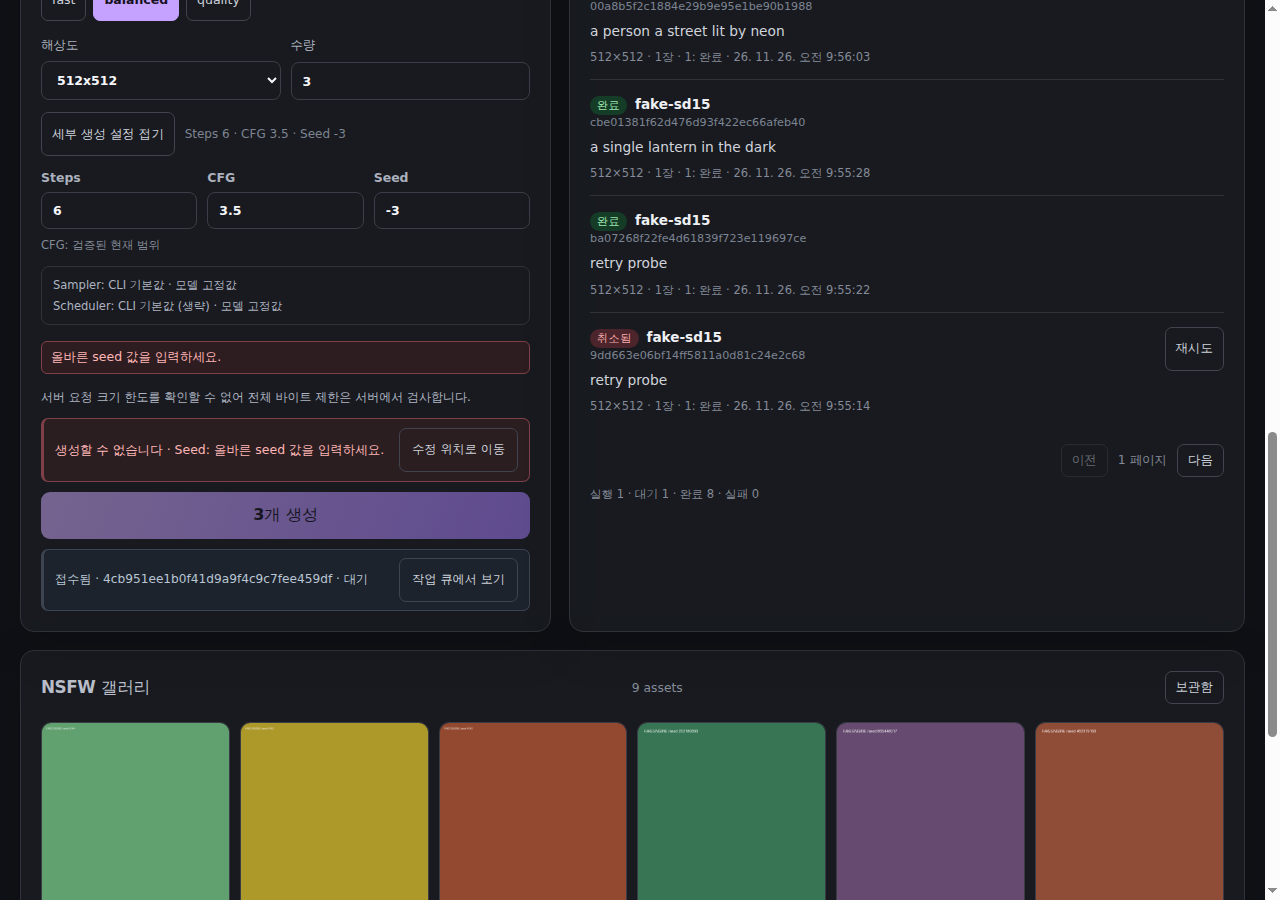 fast balanced quality
해상도 수량
512x512 3
세부 생성 설정 접기 Steps 6 · CFG 3.5 · Seed -3
Steps CFG Seed
6 3.5 -3
CFG: 검증된 현재 범위
Sampler: CLI 기본값 · 모델 고정값
Scheduler: CLI 기본값 (생략) · 모델 고정값
올바른 seed 값을 입력하세요.
서버 요청 크기 한도를 확인할 수 없어 전체 바이트 제한은 서버에서 검사합니다.
생성할 수 없습니다 · Seed: 올바른 seed 값을 입력하세요. 수정 위치로 이동
3개 생성
접수됨 · 4cb951ee1b0f41d9a9f4c9c7fee459df · 대기 작업 큐에서 보기
00a8b5f2c1884e29b9e95e1be90b1988
a person a street lit by neon
512×512 · 1장 · 1: 완료 · 26. 11. 26. 오전 9:56:03
완료 fake-sd15
cbe01381f62d476d93f422ec66afeb40
a single lantern in the dark
512×512 · 1장 · 1: 완료 · 26. 11. 26. 오전 9:55:28
완료 fake-sd15
ba07268f22fe4d61839f723e119697ce
retry probe
512×512 · 1장 · 1: 완료 · 26. 11. 26. 오전 9:55:22
취소됨 fake-sd15 재시도
9dd663e06bf14ff5811a0d81c24e2c68
retry probe
512×512 · 1장 · 1: 완료 · 26. 11. 26. 오전 9:55:14
이전 1 페이지 다음
실행 1 · 대기 1 · 완료 8 · 실패 0
NSFW 갤러리 9 assets 보관함